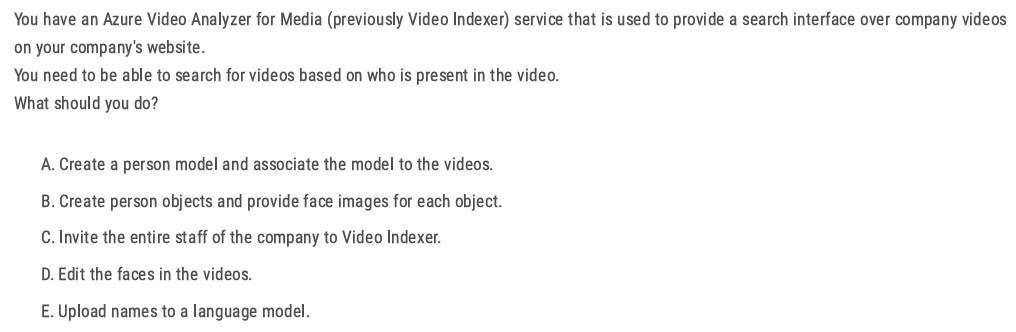 You have an Azure Video Analyzer for Media (previously Video Indexer) service that is used to provide a search interface over company videos
on your company's website.
You need to be able to search for videos based on who is present in the video.
What should you do?
A. Create a person model and associate the model to the videos.
B. Create person objects and provide face images for each object.
C. Invite the entire staff of the company to Video Indexer.
D. Edit the faces in the videos.
E. Upload names to a language model.